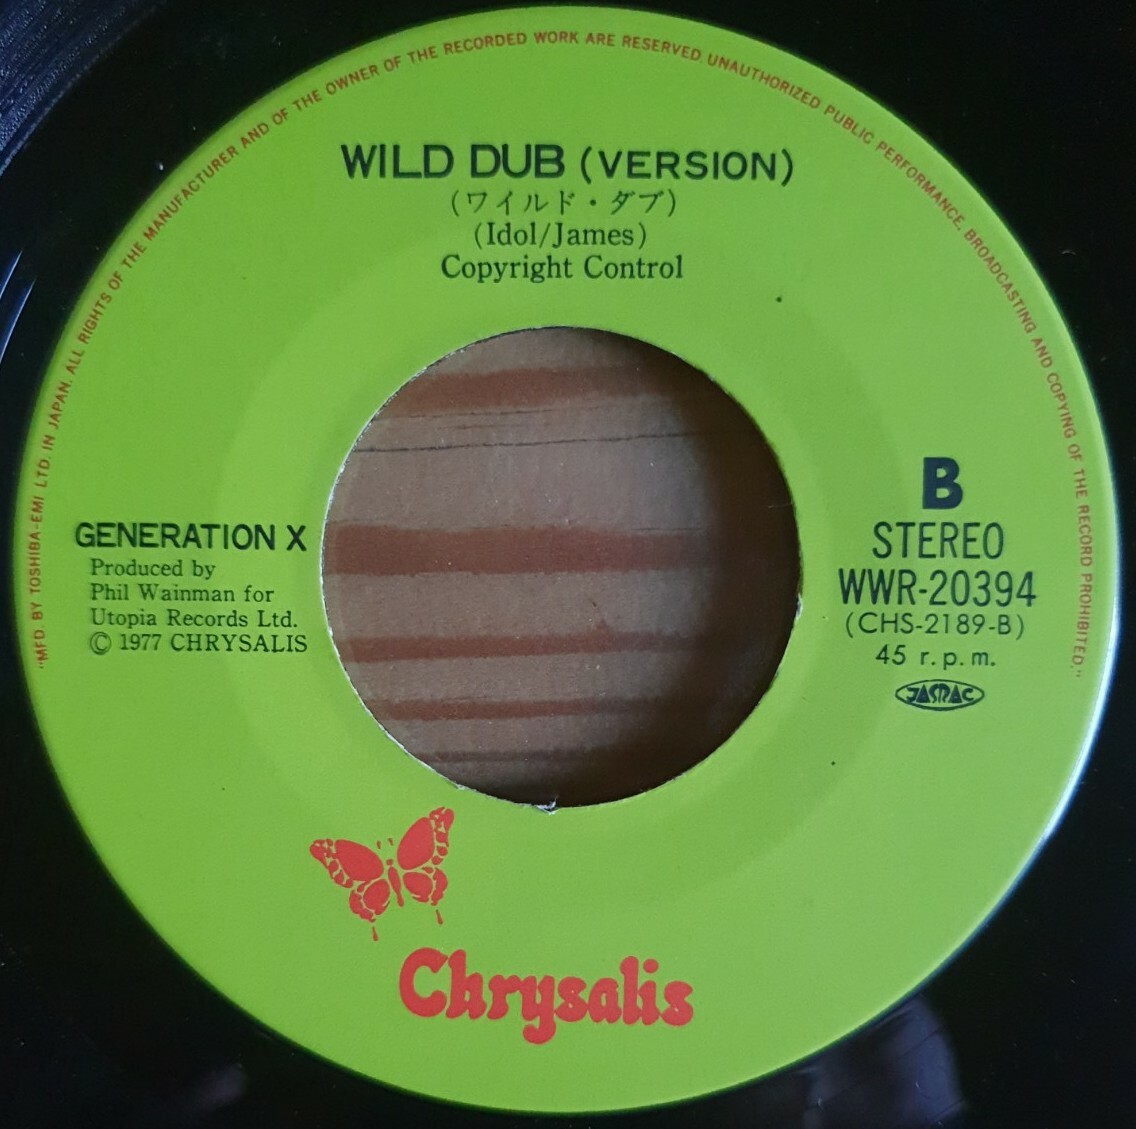 "MFD. BY TOSHIBA-EMI LTD. IN JAPAN. ALL RIGHTS OF THE MANUFACTURER AND OF THE OWNER OF THE RECORDED WORK ARE RESERVED. UNAUTHORIZED PUBLIC PERFORMANCE, BROADCASTING AND COPYING OF THE RECORD PROHIBITED."
WILD DUB (VERSION)
(ワイルド・ダブ)
(Idol/James)
Copyright Control
GENERATION X
Produced by
Phil Wainman for
Utopia Records Ltd.
© 1977 CHRYSALIS
B
STEREO
WWR-20394
(CHS-2189-B)
45 r.p.m.
JASRAC
Chrysalis